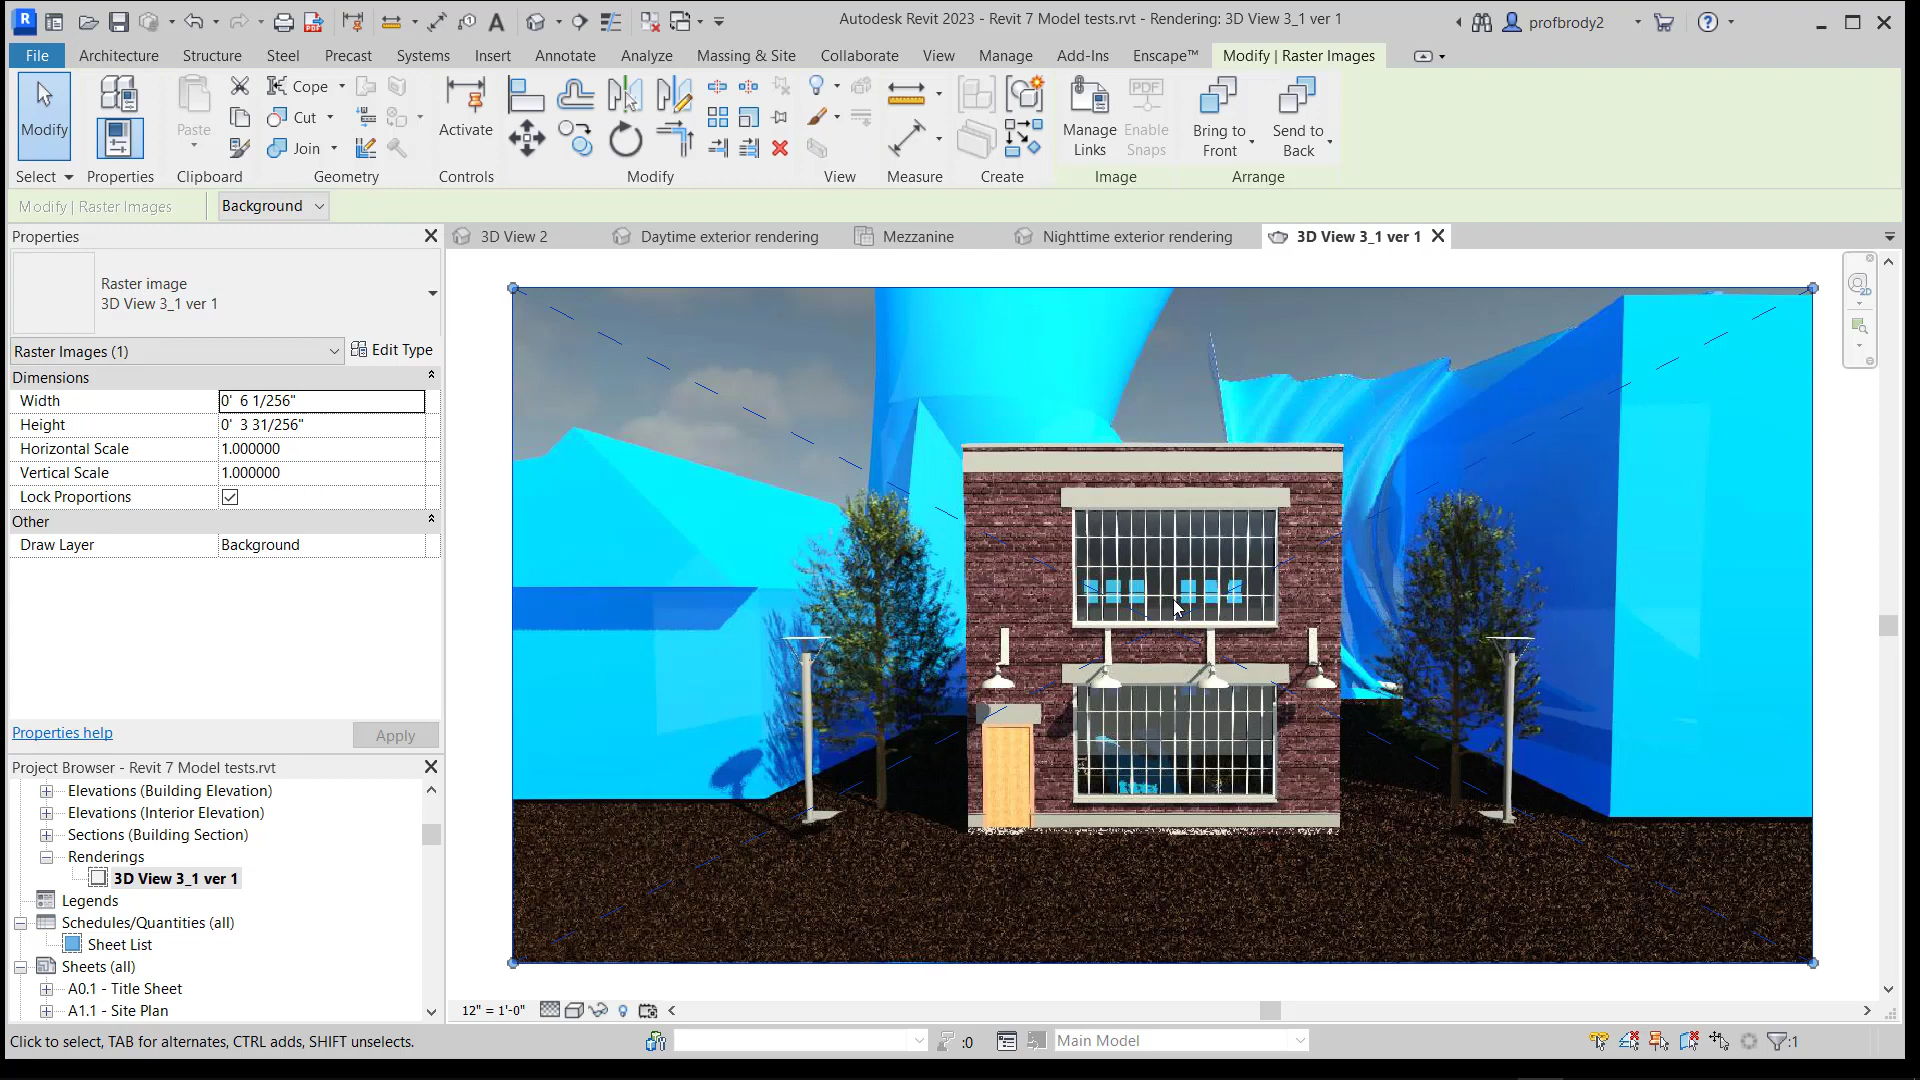 Autodesk Revit 2023 - Revit 7 Model tests.rvt - Rendering: 3D View 3_1 ver 1
profbrody2
File
Architecture
Structure
Steel
Precast
Systems
Insert
Annotate
Analyze
Massing & Site
Collaborate
View
Manage
Add-Ins
Enscape™
Modify | Raster Images
Modify
Paste
Cope
Cut
Join
Activate
Manage Links
PDF
Enable Snaps
Bring to Front
Send to Back
Select
Properties
Clipboard
Geometry
Controls
Modify
View
Measure
Create
Image
Arrange
Modify | Raster Images
Background
Properties
3D View 2
Daytime exterior rendering
Mezzanine
Nighttime exterior rendering
3D View 3_1 ver 1
Raster image
3D View 3_1 ver 1
Raster Images (1)
Edit Type
Dimensions
Width 0' 6 1/256"
Height 0' 3 31/256"
Horizontal Scale 1.000000
Vertical Scale 1.000000
Lock Proportions
Other
Draw Layer Background
Properties help
Apply
Project Browser - Revit 7 Model tests.rvt
Elevations (Building Elevation)
Elevations (Interior Elevation)
Sections (Building Section)
Renderings
3D View 3_1 ver 1
Legends
Schedules/Quantities (all)
Sheet List
Sheets (all)
A0.1 - Title Sheet
A1.1 - Site Plan
12" = 1'-0"
Click to select, TAB for alternates, CTRL adds, SHIFT unselects.
:0
Main Model
:1